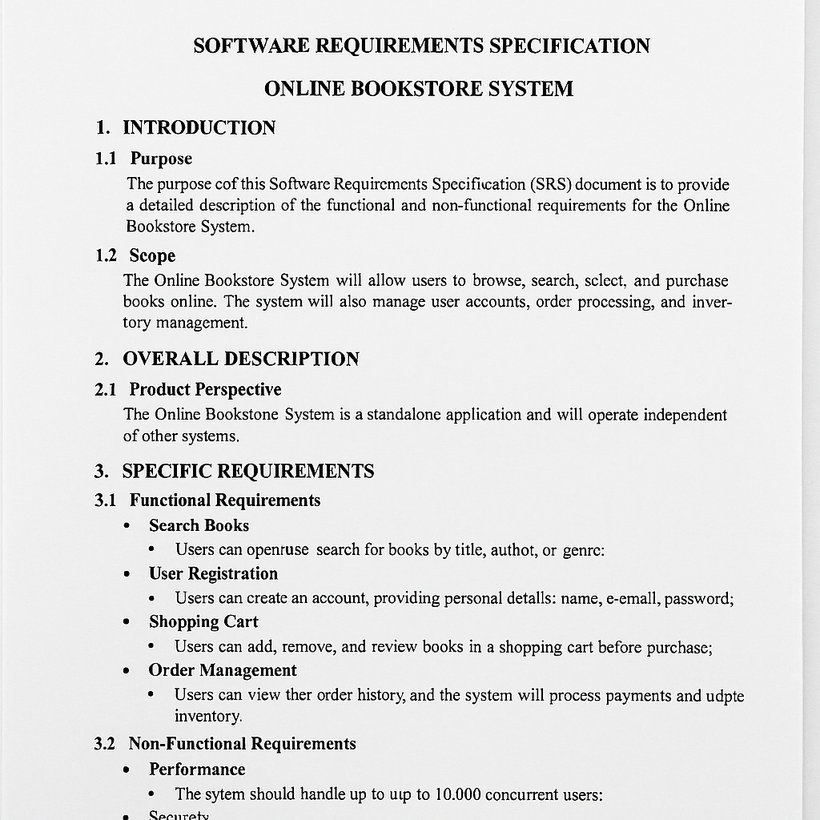 SOFTWARE REQUIREMENTS SPECIFICATION
ONLINE BOOKSTORE SYSTEM
1. INTRODUCTION
1.1 Purpose
The purpose cof this Software Requirements Specification (SRS) document is to provide
a detailed description of the functional and non-functional requirements for the Online
Bookstore System.
1.2 Scope
The Online Bookstore System will allow users to browse, search, sclect, and purchase
books online. The system will also manage user accounts, order processing, and inver-
tory management.
2. OVERALL DESCRIPTION
2.1 Product Perspective
The Online Bookstone System is a standalone application and will operate independent
of other systems.
3. SPECIFIC REQUIREMENTS
3.1 Functional Requirements
• Search Books
• Users can openruse search for books by title, authot, or genrc:
• User Registration
• Users can create an account, providing personal detalls: name, e-emall, password;
• Shopping Cart
• Users can add, remove, and review books in a shopping cart before purchase;
• Order Management
• Users can view ther order history, and the system will process payments and udpte
inventory.
3.2 Non-Functional Requirements
• Performance
• The sytem should handle up to uıp to 10.000 concurrent users:
• Securety